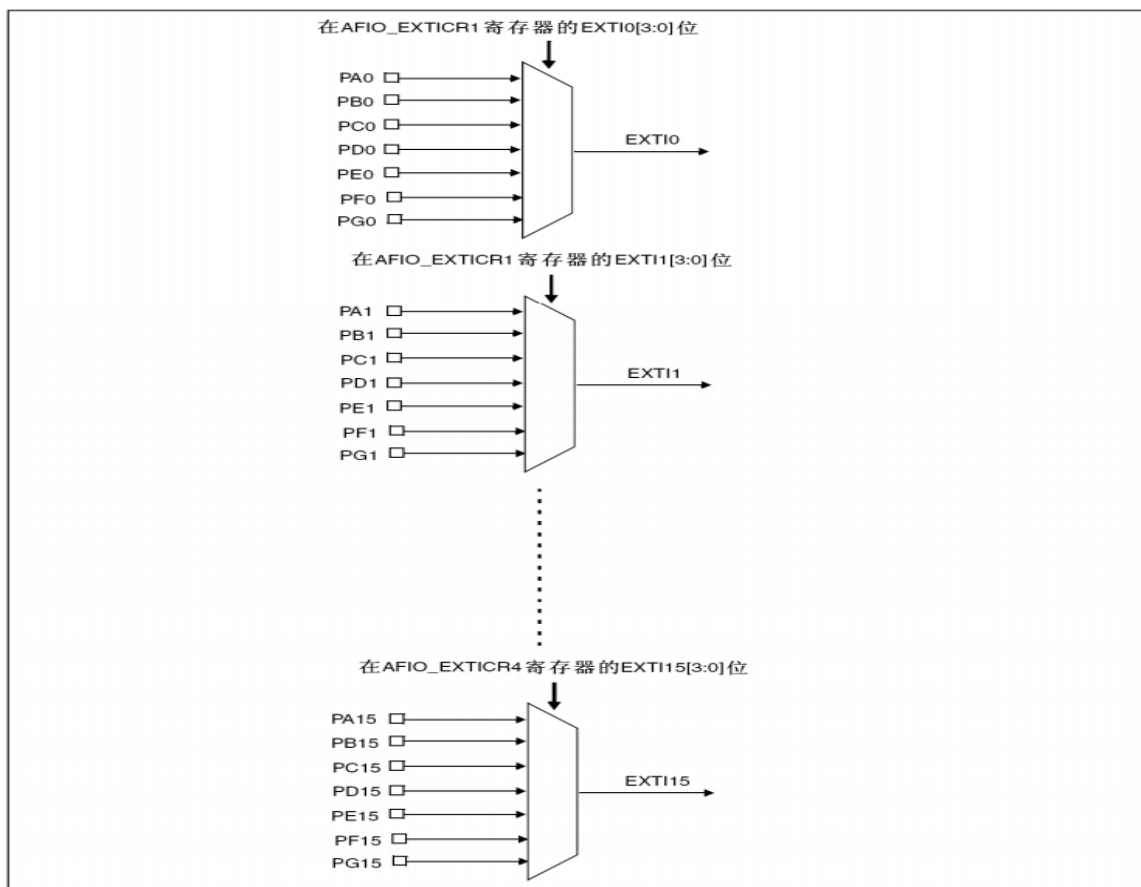 在AFIO_EXTICR1寄存器的EXTI0[3:0]位
PA0
PB0
PC0
PD0
PE0
PF0
PG0
EXTI0
在AFIO_EXTICR1寄存器的EXTI1[3:0]位
PA1
PB1
PC1
PD1
PE1
PF1
PG1
EXTI1
在AFIO_EXTICR4寄存器的EXTI15[3:0]位
PA15
PB15
PC15
PD15
PE15
PF15
PG15
EXTI15